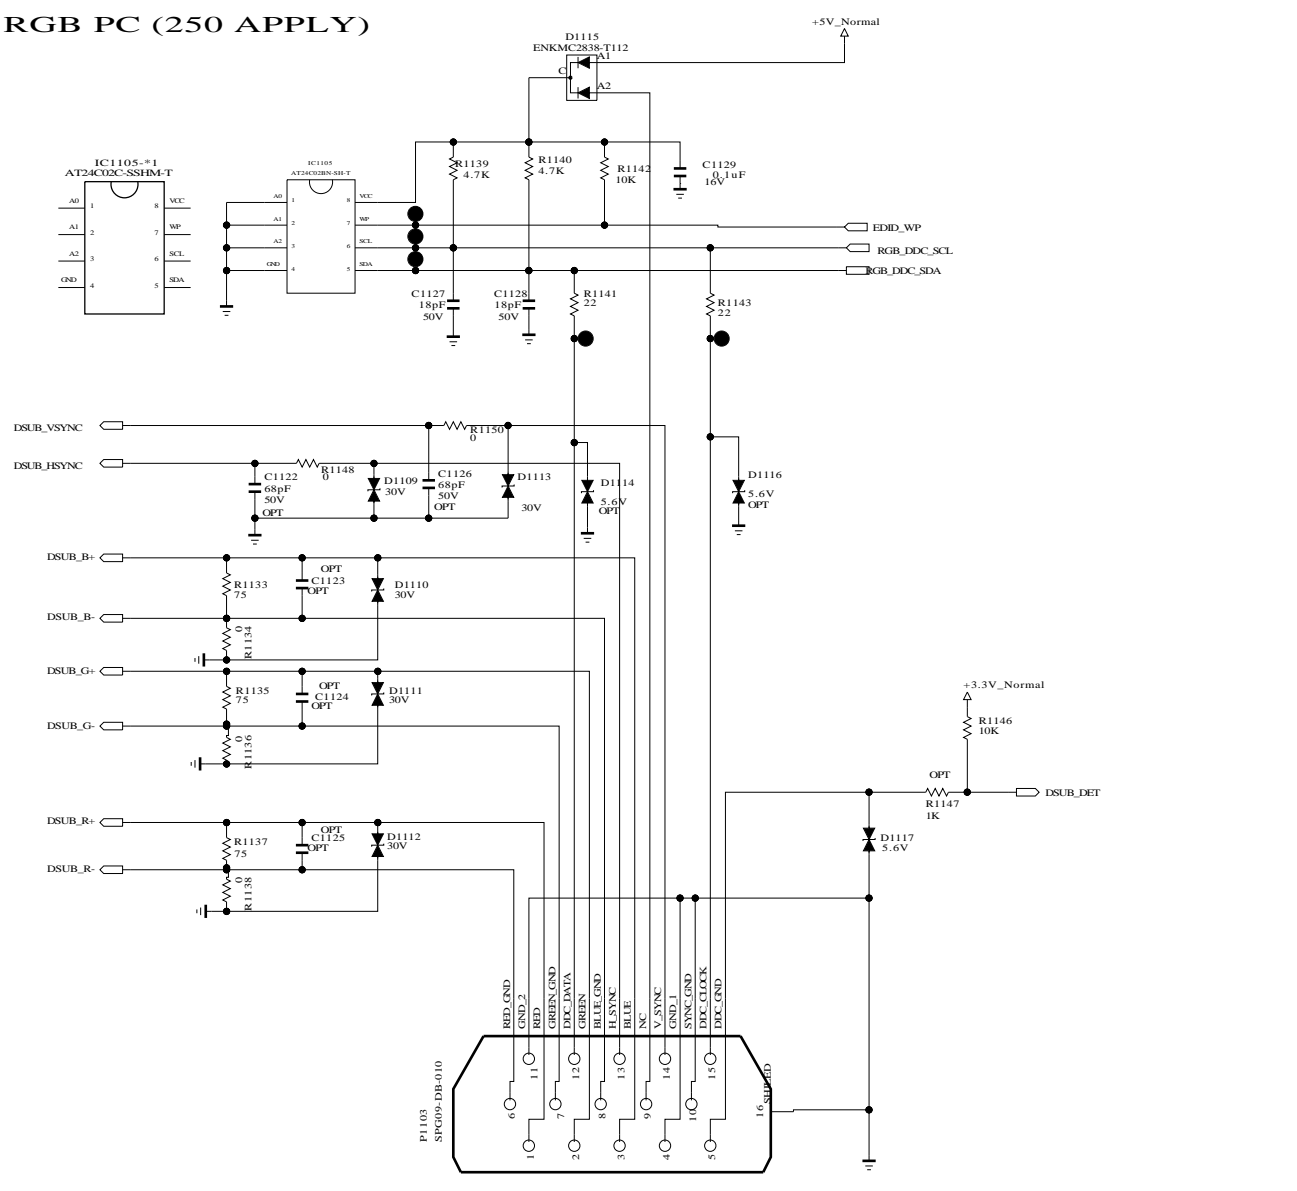 RGB PC (250 APPLY)
+5V_Normal
D1115
ENKMC2838-T112
A1
C
A2
IC1105-*1
AT24C02C-SSHM-T
A0
1
8
VCC
A1
2
7
WP
A2
3
6
SCL
GND
4
5
SDA
IC1105
AT24C02BN-SH-T
A0
1
8
VCC
A1
2
7
WP
A2
3
6
SCL
GND
4
5
SDA
R1139
4.7K
R1140
4.7K
R1142
10K
C1129
0.1uF
16V
EDID_WP
RGB_DDC_SCL
RGB_DDC_SDA
C1127
18pF
50V
C1128
18pF
50V
R1141
22
R1143
22
DSUB_VSYNC
R1150
0
DSUB_HSYNC
R1148
0
C1122
68pF
50V
OPT
D1109
30V
C1126
68pF
50V
OPT
D1113
30V
D1114
5.6V
OPT
D1116
5.6V
OPT
DSUB_B+
R1133
75
OPT
C1123
OPT
D1110
30V
DSUB_B-
0
R1134
DSUB_G+
R1135
75
OPT
C1124
OPT
D1111
30V
DSUB_G-
0
R1136
+3.3V_Normal
R1146
10K
OPT
R1147
1K
DSUB_DET
DSUB_R+
R1137
75
OPT
C1125
OPT
D1112
30V
DSUB_R-
0
R1138
D1117
5.6V
RED_GND
GND_2
RED
GREEN_GND
DDC_DATA
GREEN
BLUE_GND
H_SYNC
BLUE
NC
V_SYNC
GND_1
SYNC_GND
DDC_CLOCK
DDC_GND
11
12
13
14
15
6
7
8
9
10
1
2
3
4
5
16
SHILED
P1103
SPG09-DB-010